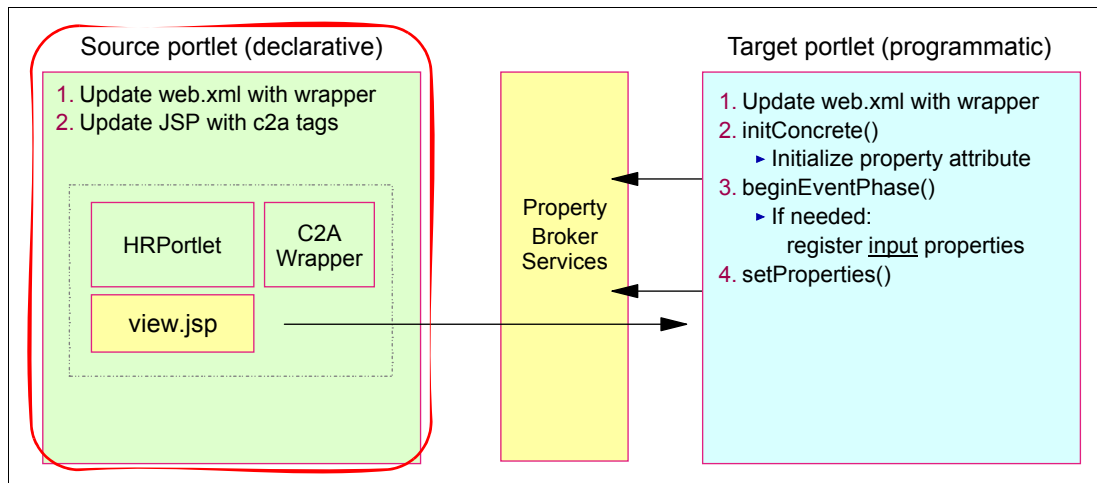 Source portlet (declarative)
1. Update web.xml with wrapper
2. Update JSP with c2a tags
HRPortlet
C2A
Wrapper
view.jsp
Property
Broker
Services
Target portlet (programmatic)
1. Update web.xml with wrapper
2. initConcrete()
► Initialize property attribute
3. beginEventPhase()
► If needed:
register input properties
4. setProperties()